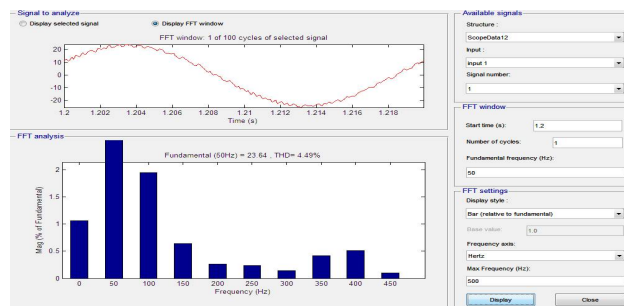 Signal to analyze
Display selected signal
Display FFT window
FFT window: 1 of 100 cycles of selected signal
20
10
0
-10
-20
1.2 1.202 1.204 1.206 1.208 1.21 1.212 1.214 1.216 1.218
Time (s)
FFT analysis
Fundamental (50Hz) = 23.64 , THD= 4.49%
Mag (% of Fundamental)
2
1.5
1
0.5
0
0 50 100 150 200 250 300 350 400 450
Frequency (Hz)
Available signals
Structure :
ScopeData12
Input :
input 1
Signal number:
1
FFT window
Start time (s): 1.2
Number of cycles: 1
Fundamental frequency (Hz):
50
FFT settings
Display style :
Bar (relative to fundamental)
Base value: 1.0
Frequency axis:
Hertz
Max Frequency (Hz):
500
Display
Close